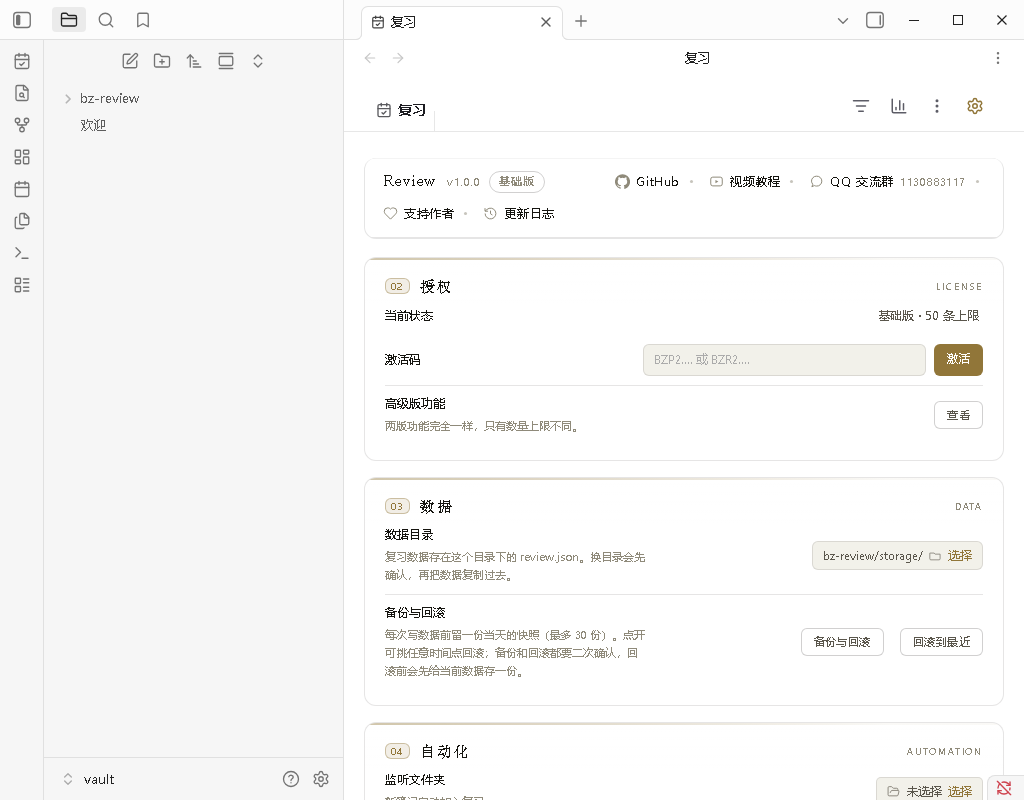 复习
复习
bz-review
欢迎
复习
Review v1.0.0 基础版 GitHub · 视频教程 · QQ 交流群 1130883117 ·
支持作者 · 更新日志
02 授权 LICENSE
当前状态 基础版 · 50 条上限
激活码 BZP2.... 或 BZR2.... 激活
高级版功能
两版功能完全一样，只有数量上限不同。 查看
03 数据 DATA
数据目录
复习数据存在这个目录下的 review.json。换目录会先
确认，再把数据复制过去。
bz-review/storage/ 选择
备份与回滚
每次写数据前留一份当天的快照（最多 30 份）。点开
可挑任意时间点回滚；备份和回滚都要二次确认，回
滚前会先给当前数据存一份。
备份与回滚 回滚到最近
04 自动化 AUTOMATION
监听文件夹
未选择 选择
vault